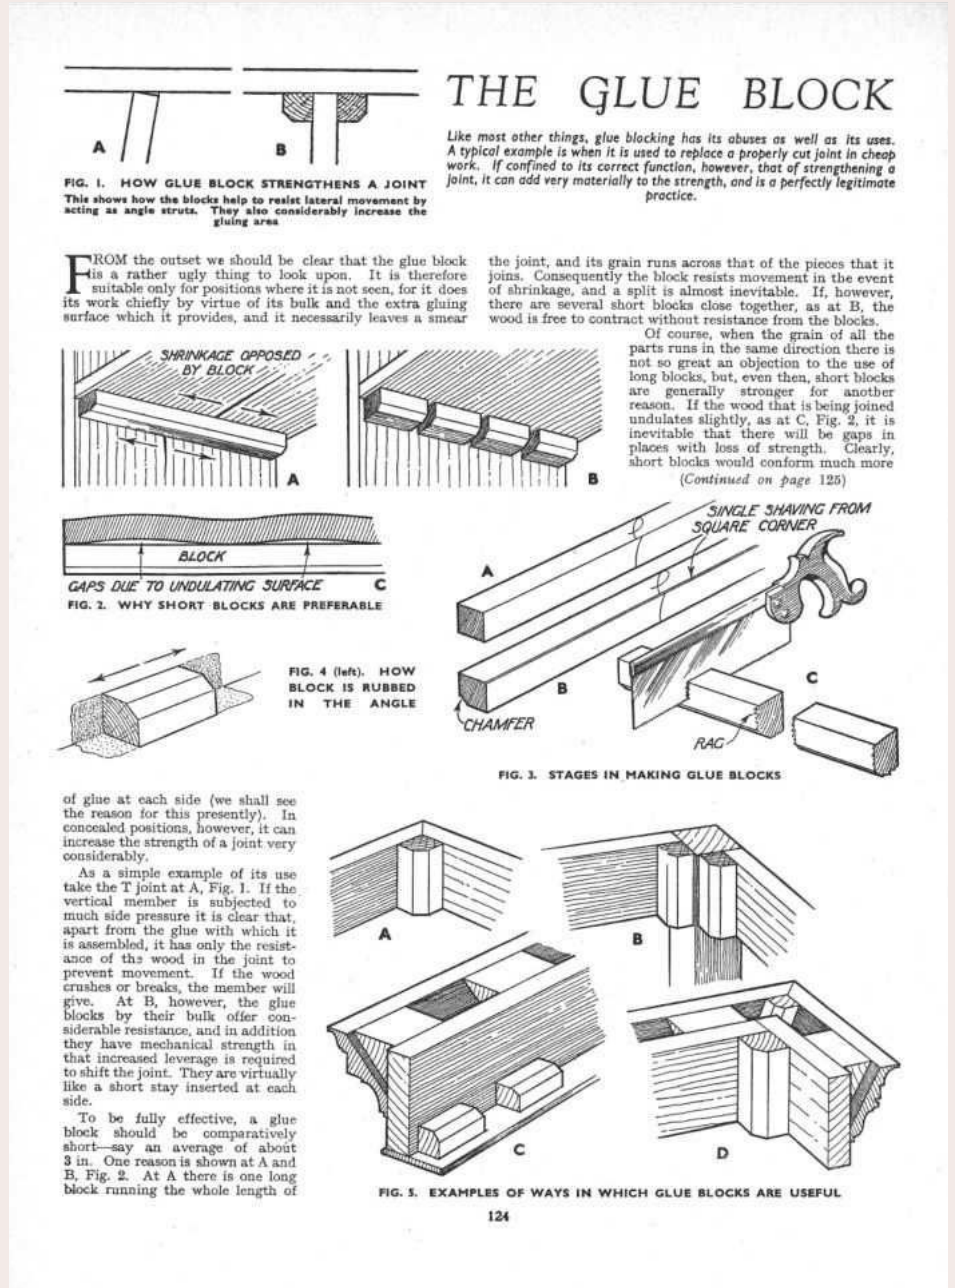 THE GLUE BLOCK
Like most other things, glue blocking has its abuses as well as its uses.
A typical example is when it is used to replace a properly cut joint in cheap
work. If confined to its correct function, however, that of strengthening a
joint, it can add very materially to the strength, and is a perfectly legitimate
practice.
A
B
FIG. 1. HOW GLUE BLOCK STRENGTHENS A JOINT
This shows how the blocks help to resist lateral movement by
acting as angle struts. They also considerably increase the
gluing area
FROM the outset we should be clear that the glue block
is a rather ugly thing to look upon. It is therefore
suitable only for positions where it is not seen, for it does
its work chiefly by virtue of its bulk and the extra gluing
surface which it provides, and it necessarily leaves a smear
of glue at each side (we shall see
the reason for this presently). In
concealed positions, however, it can
increase the strength of a joint very
considerably.
As a simple example of its use
take the T joint at A, Fig. 1. If the
vertical member is subjected to
much side pressure it is clear that,
apart from the glue with which it
is assembled, it has only the resist-
ance of the wood in the joint to
prevent movement. If the wood
crushes or breaks, the member will
give. At B, however, the glue
blocks by their bulk offer con-
siderable resistance, and in addition
they have mechanical strength in
that increased leverage is required
to shift the joint. They are virtually
like a short stay inserted at each
side.
To be fully effective, a glue
block should be comparatively
short—say an average of about
3 in. One reason is shown at A and
B, Fig. 2. At A there is one long
block running the whole length of
the joint, and its grain runs across that of the pieces that it
joins. Consequently the block resists movement in the event
of shrinkage, and a split is almost inevitable. If, however,
there are several short blocks close together, as at B, the
wood is free to contract without resistance from the blocks.
Of course, when the grain of all the
parts runs in the same direction there is
not so great an objection to the use of
long blocks, but, even then, short blocks
are generally stronger for another
reason. If the wood that is being joined
undulates slightly, as at C, Fig. 2, it is
inevitable that there will be gaps in
places with loss of strength. Clearly,
short blocks would conform much more
(Continued on page 125)
SHRINKAGE OPPOSED
BY BLOCK
A
B
BLOCK
GAPS DUE TO UNDULATING SURFACE
C
FIG. 2. WHY SHORT BLOCKS ARE PREFERABLE
SINGLE SHAVING FROM
SQUARE CORNER
A
B
C
CHAMFER
RAG
FIG. 3. STAGES IN MAKING GLUE BLOCKS
FIG. 4 (left). HOW
BLOCK IS RUBBED
IN THE ANGLE
A
B
C
D
FIG. 5. EXAMPLES OF WAYS IN WHICH GLUE BLOCKS ARE USEFUL
124